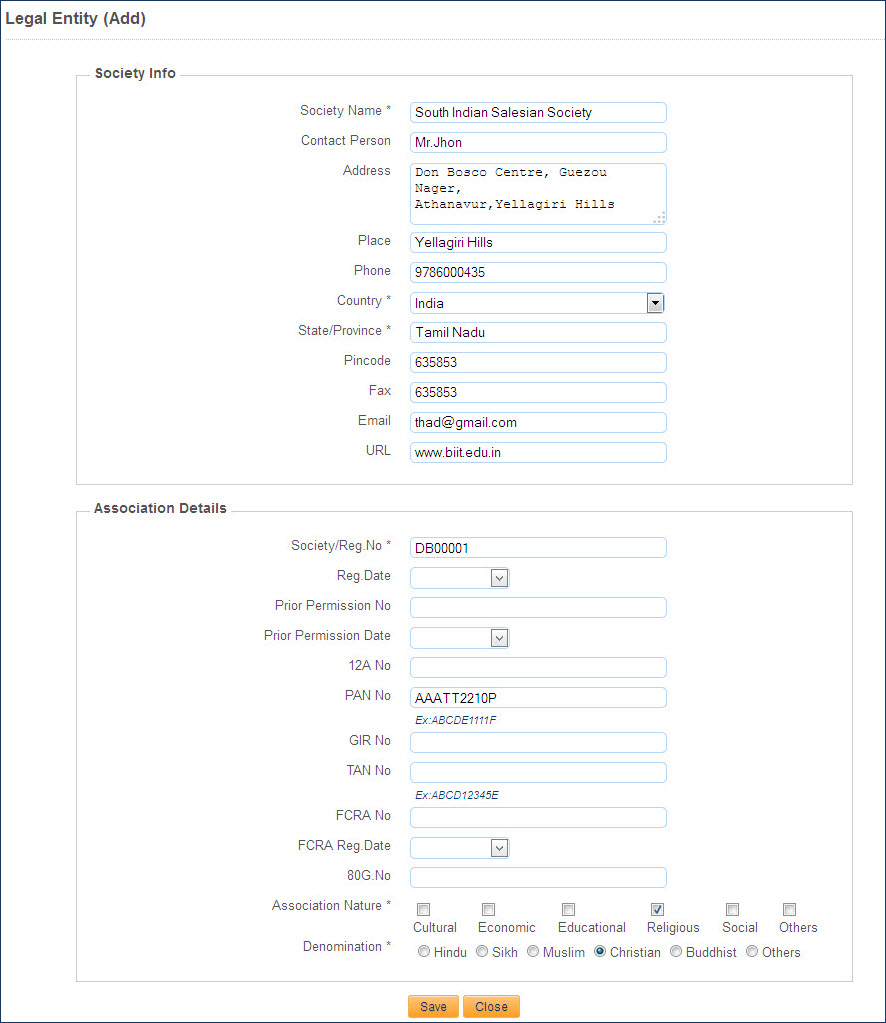 Legal Entity (Add)
Society Info
Society Name * South Indian Salesian Society
Contact Person Mr.Jhon
Address Don Bosco Centre, Guezou
Nager,
Athanavur,Yellagiri Hills
Place Yellagiri Hills
Phone 9786000435
Country * India
State/Province * Tamil Nadu
Pincode 635853
Fax 635853
Email thad@gmail.com
URL www.biit.edu.in
Association Details
Society/Reg.No * DB00001
Reg.Date
Prior Permission No
Prior Permission Date
12A No
PAN No AAATT2210P
Ex:ABCDE1111F
GIR No
TAN No
Ex:ABCD12345E
FCRA No
FCRA Reg.Date
80G.No
Association Nature *
Cultural Economic Educational Religious Social Others
Denomination * Hindu Sikh Muslim Christian Buddhist Others
Save Close